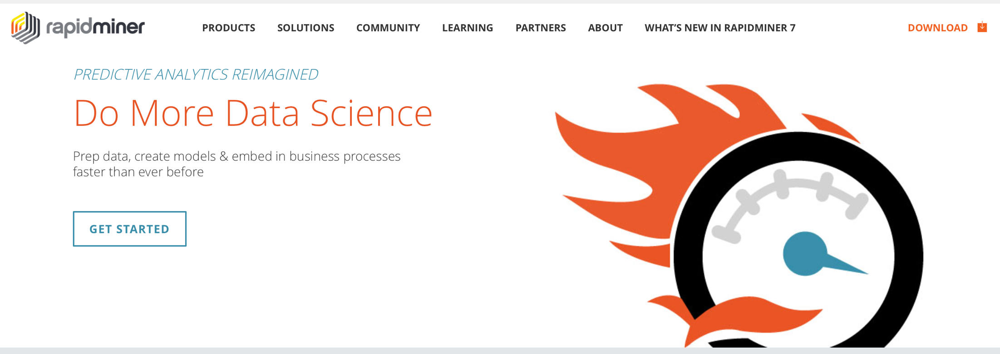 rapidminer
PRODUCTS SOLUTIONS COMMUNITY LEARNING PARTNERS ABOUT WHAT’S NEW IN RAPIDMINER 7 DOWNLOAD
PREDICTIVE ANALYTICS REIMAGINED
Do More Data Science
Prep data, create models & embed in business processes
faster than ever before
GET STARTED